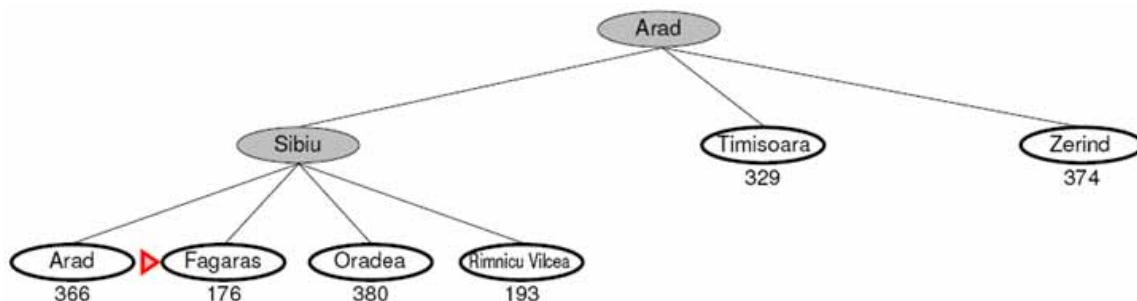 Arad
Sibiu
Timisoara
Zerind
329
374
Arad
Fagaras
Oradea
Rimnicu Vilcea
366
176
380
193